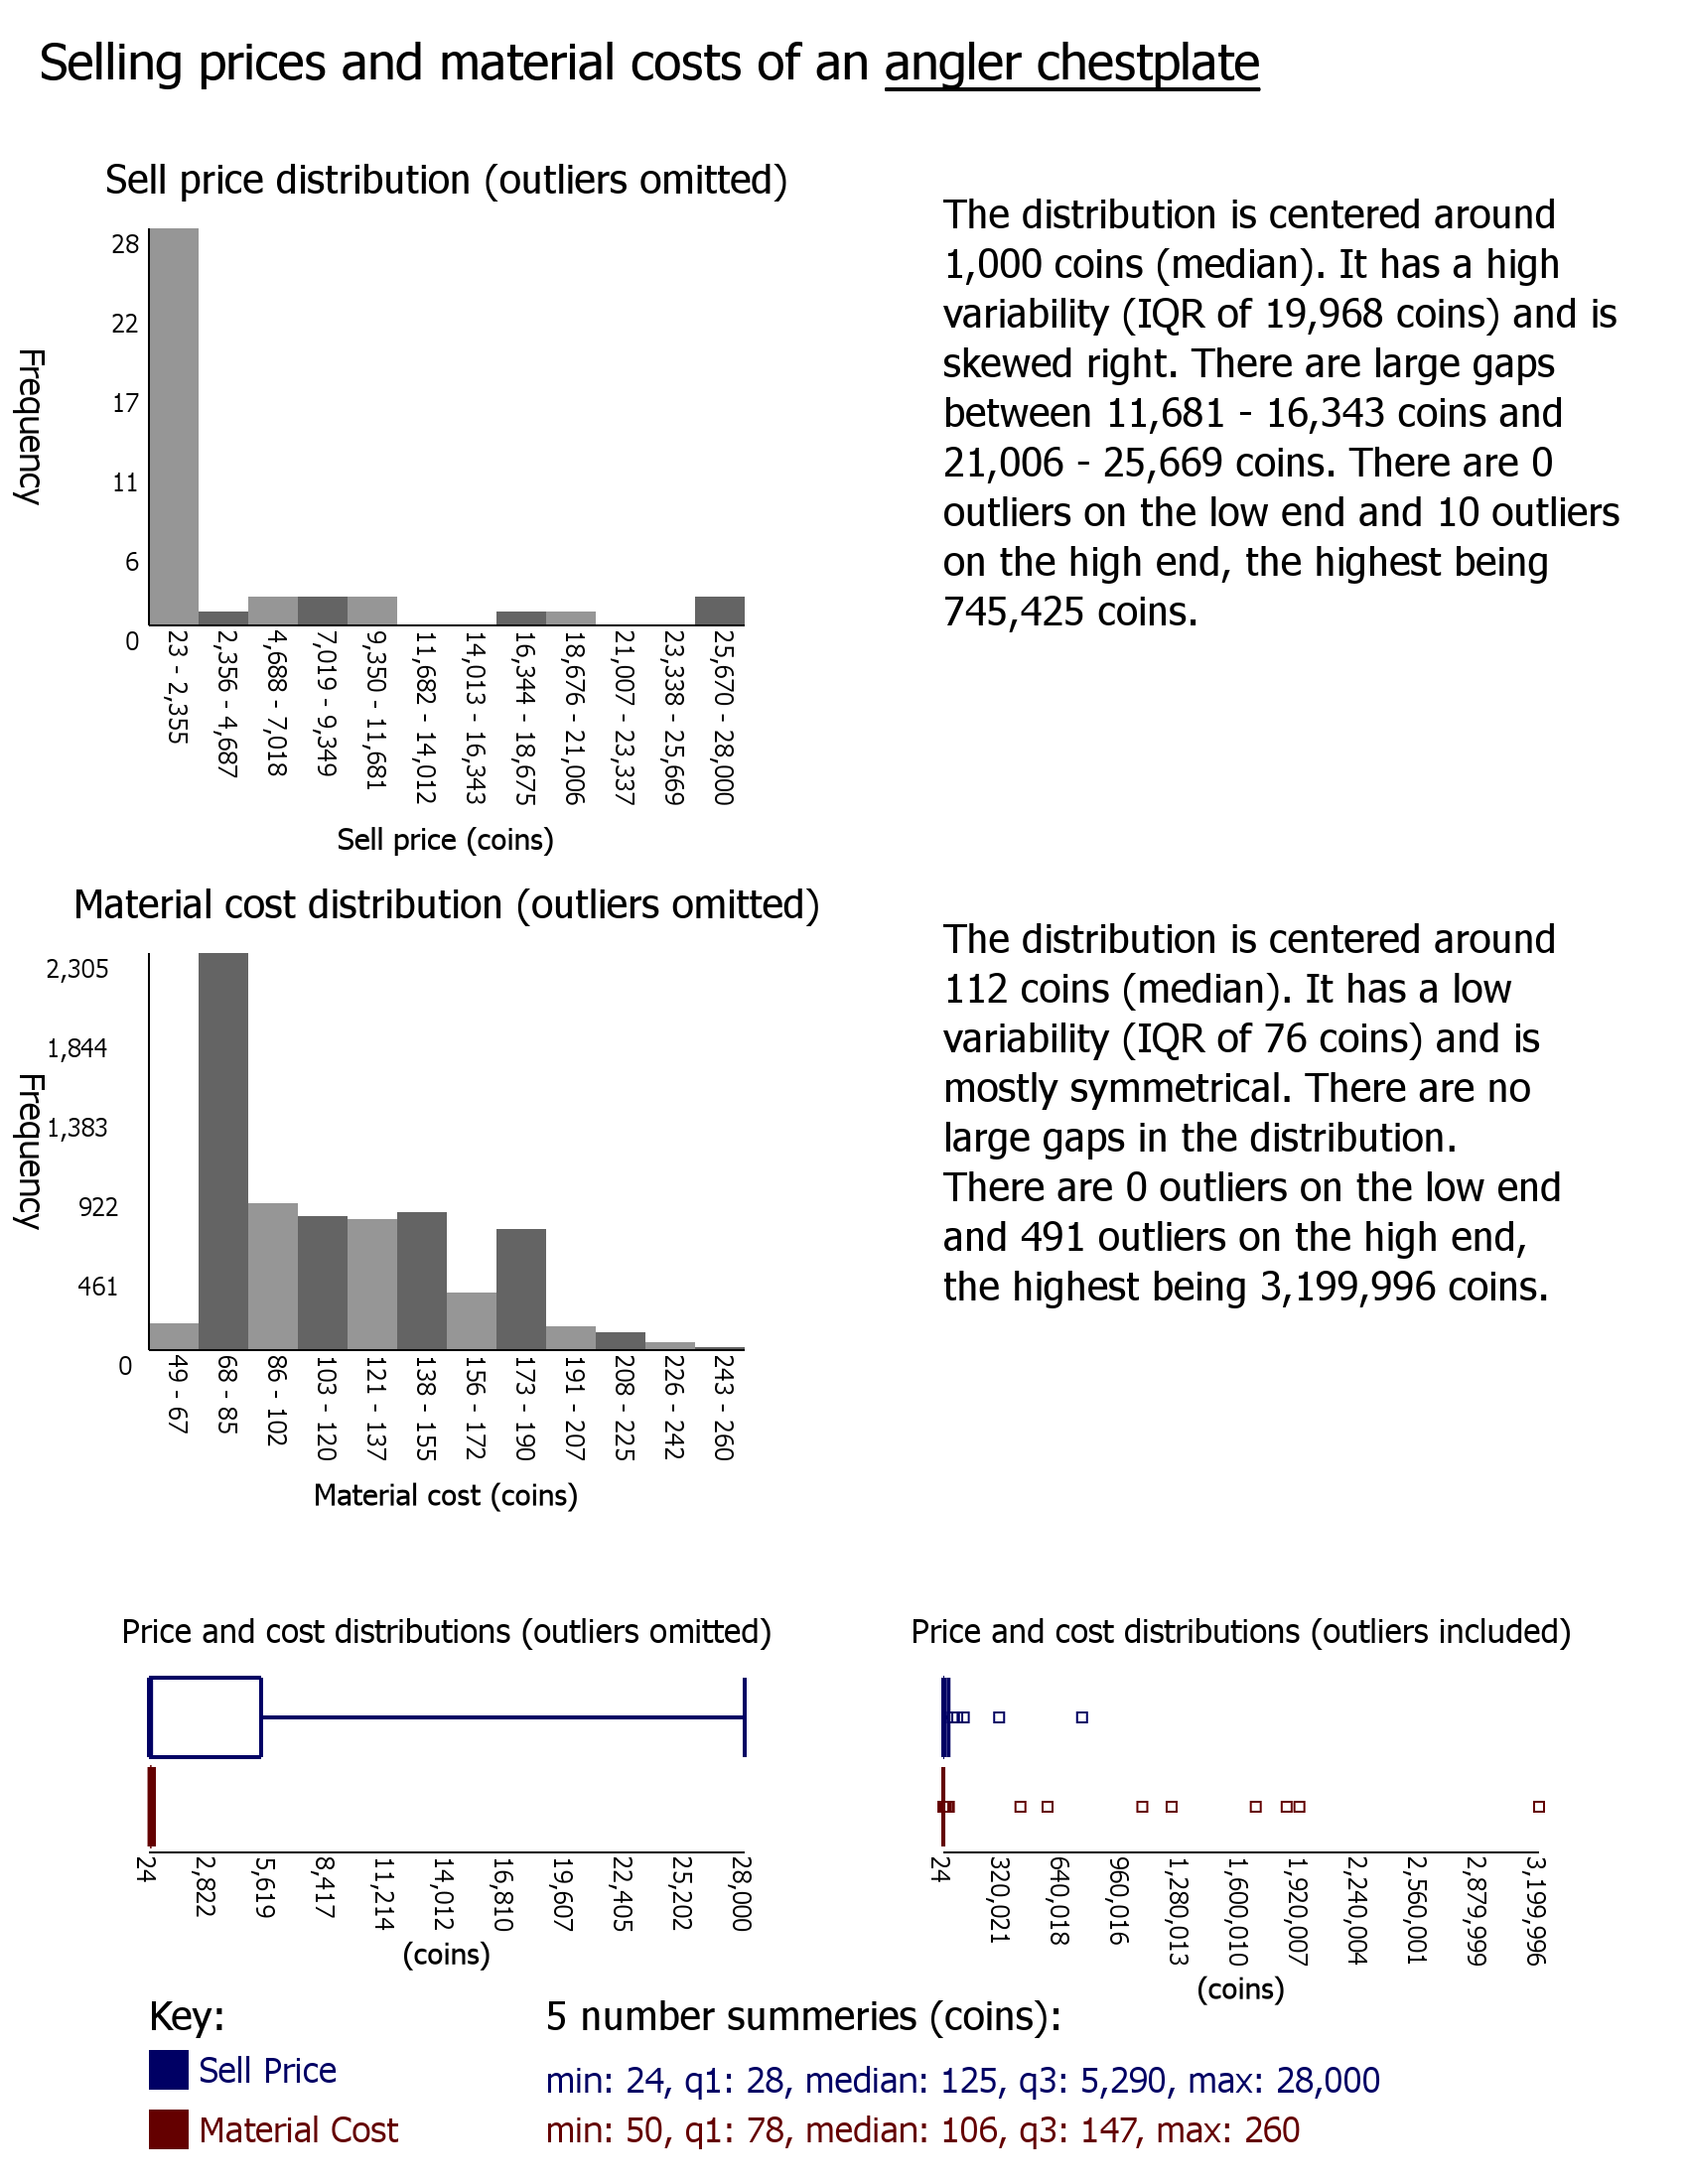 Selling prices and material costs of an angler chestplate
Sell price distribution (outliers omitted)
Frequency
28
22
17
11
6
0
23 - 2,355
2,356 - 4,687
4,688 - 7,018
7,019 - 9,349
9,350 - 11,681
11,682 - 14,012
14,013 - 16,343
16,344 - 18,675
18,676 - 21,006
21,007 - 23,337
23,338 - 25,669
25,670 - 28,000
Sell price (coins)
The distribution is centered around
1,000 coins (median). It has a high
variability (IQR of 19,968 coins) and is
skewed right. There are large gaps
between 11,681 - 16,343 coins and
21,006 - 25,669 coins. There are 0
outliers on the low end and 10 outliers
on the high end, the highest being
745,425 coins.
Material cost distribution (outliers omitted)
Frequency
2,305
1,844
1,383
922
461
0
49 - 67
68 - 85
86 - 102
103 - 120
121 - 137
138 - 155
156 - 172
173 - 190
191 - 207
208 - 225
226 - 242
243 - 260
Material cost (coins)
The distribution is centered around
112 coins (median). It has a low
variability (IQR of 76 coins) and is
mostly symmetrical. There are no
large gaps in the distribution.
There are 0 outliers on the low end
and 491 outliers on the high end,
the highest being 3,199,996 coins.
Price and cost distributions (outliers omitted)
24
2,822
5,619
8,417
11,214
14,012
16,810
19,607
22,405
25,202
28,000
(coins)
Price and cost distributions (outliers included)
24
320,021
640,018
960,016
1,280,013
1,600,010
1,920,007
2,240,004
2,560,001
2,879,999
3,199,996
(coins)
Key:
Sell Price
Material Cost
5 number summeries (coins):
min: 24, q1: 28, median: 125, q3: 5,290, max: 28,000
min: 50, q1: 78, median: 106, q3: 147, max: 260